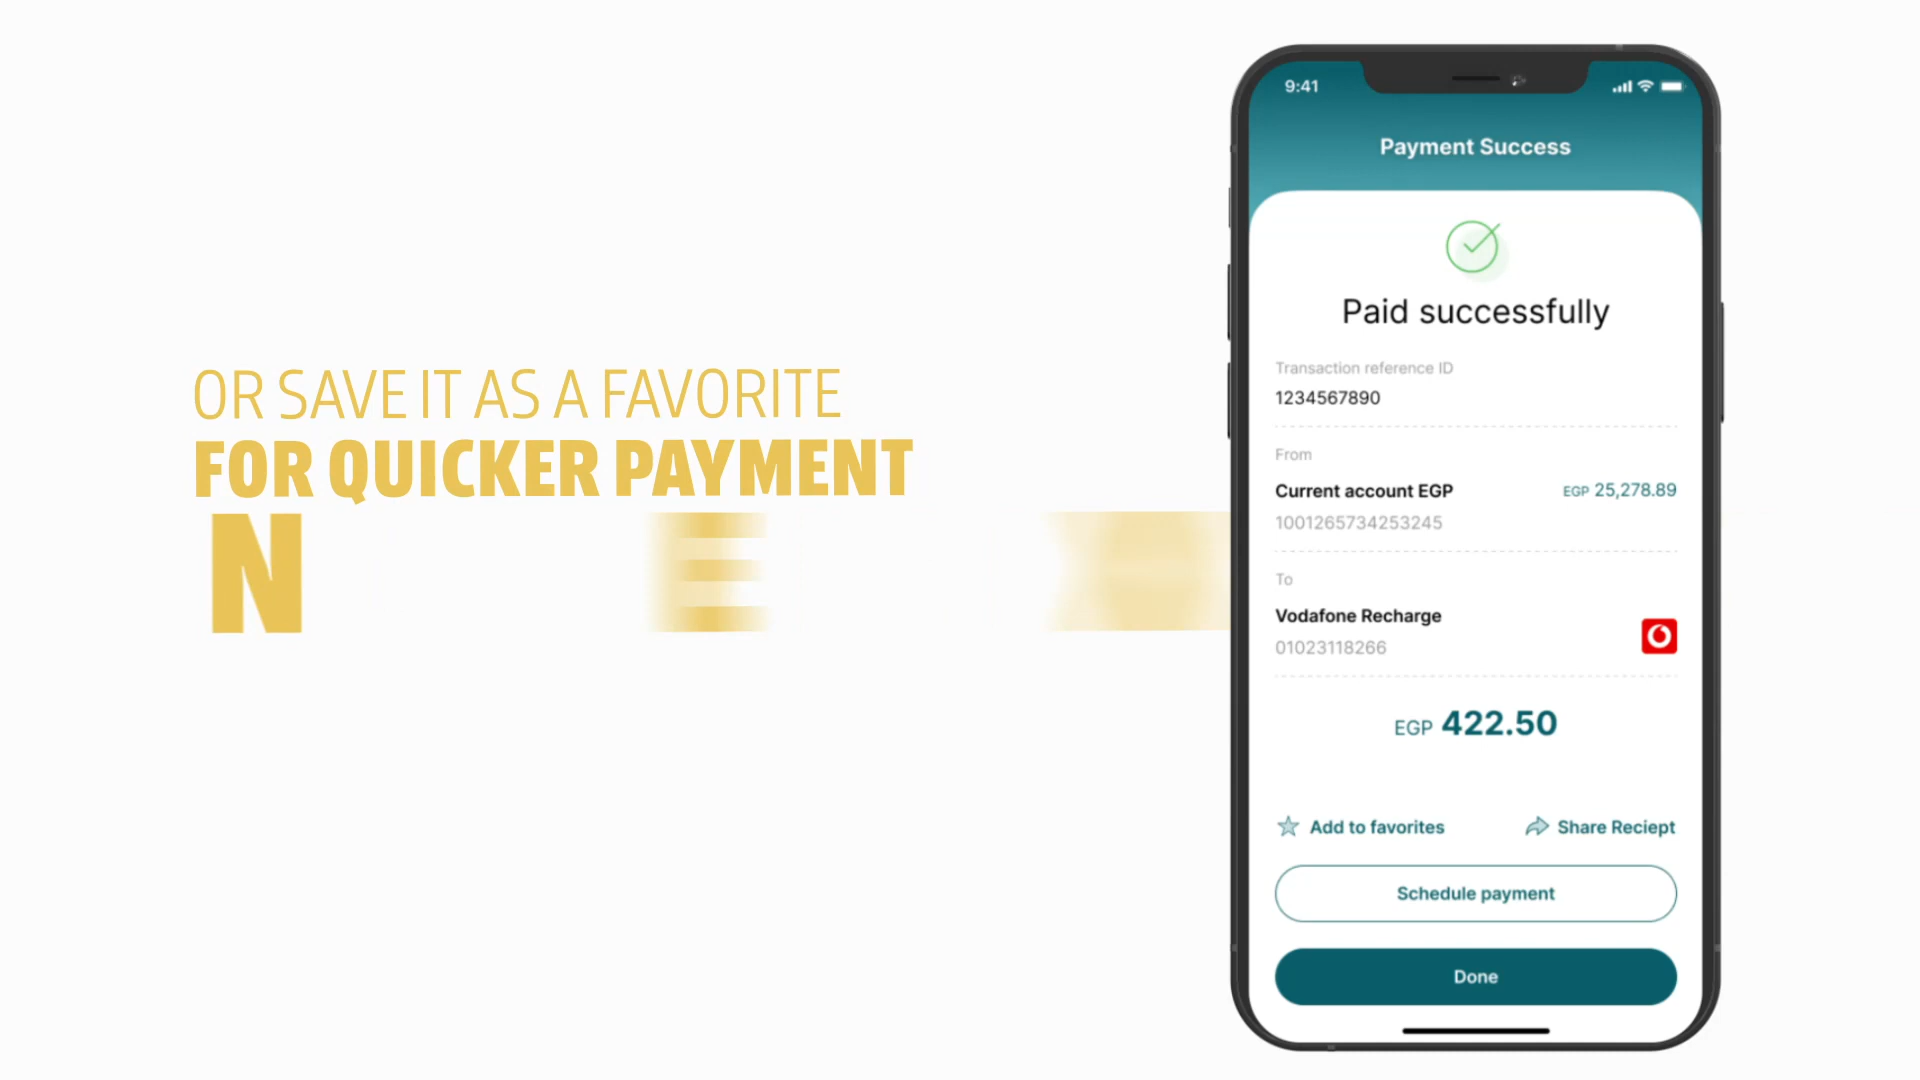 OR SAVE IT AS A FAVORITE
FOR QUICKER PAYMENT
N E
9:41
Payment Success
Paid successfully
Transaction reference ID
1234567890
From
Current account EGP EGP 25,278.89
1001265734253245
To
Vodafone Recharge
01023118266
EGP 422.50
Add to favorites Share Reciept
Schedule payment
Done